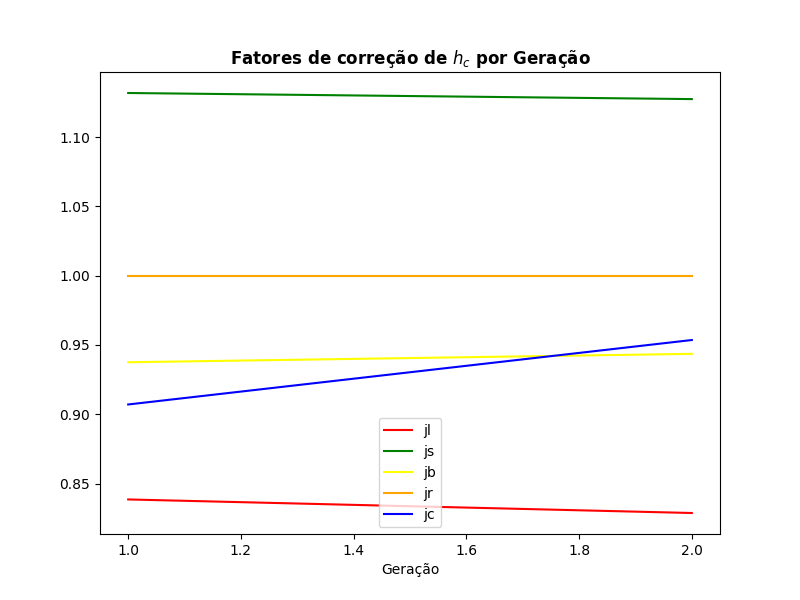 Fatores de correção de h_c por Geração
1.10
1.05
1.00
0.95
0.90
0.85
jl
js
jb
jr
jc
1.0 1.2 1.4 1.6 1.8 2.0
Geração